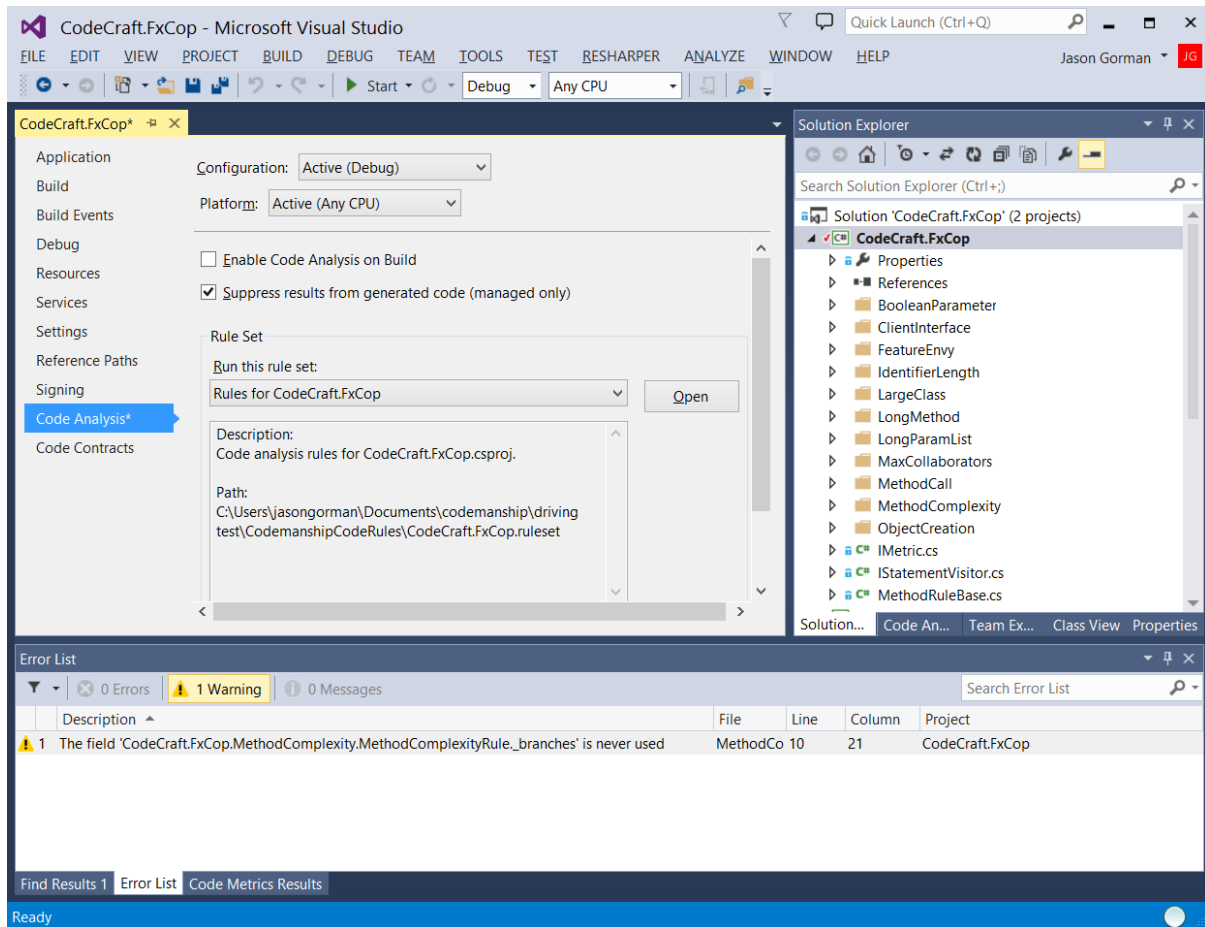 CodeCraft.FxCop - Microsoft Visual Studio
Quick Launch (Ctrl+Q)
FILE EDIT VIEW PROJECT BUILD DEBUG TEAM TOOLS TEST RESHARPER ANALYZE WINDOW HELP
Jason Gorman JG
Start Debug Any CPU
CodeCraft.FxCop*
Application
Build
Build Events
Debug
Resources
Services
Settings
Reference Paths
Signing
Code Analysis*
Code Contracts
Configuration: Active (Debug)
Platform: Active (Any CPU)
Enable Code Analysis on Build
Suppress results from generated code (managed only)
Rule Set
Run this rule set:
Rules for CodeCraft.FxCop
Open
Description:
Code analysis rules for CodeCraft.FxCop.csproj.
Path:
C:\Users\jasongorman\Documents\codemanship\driving
test\CodemanshipCodeRules\CodeCraft.FxCop.ruleset
Solution Explorer
Search Solution Explorer (Ctrl+;)
Solution 'CodeCraft.FxCop' (2 projects)
C# CodeCraft.FxCop
Properties
References
BooleanParameter
ClientInterface
FeatureEnvy
IdentifierLength
LargeClass
LongMethod
LongParamList
MaxCollaborators
MethodCall
MethodComplexity
ObjectCreation
C# IMetric.cs
C# IStatementVisitor.cs
C# MethodRuleBase.cs
Solution... Code An... Team Ex... Class View Properties
Error List
0 Errors 1 Warning 0 Messages
Search Error List
Description File Line Column Project
1 The field 'CodeCraft.FxCop.MethodComplexity.MethodComplexityRule._branches' is never used MethodCo 10 21 CodeCraft.FxCop
Find Results 1 Error List Code Metrics Results
Ready